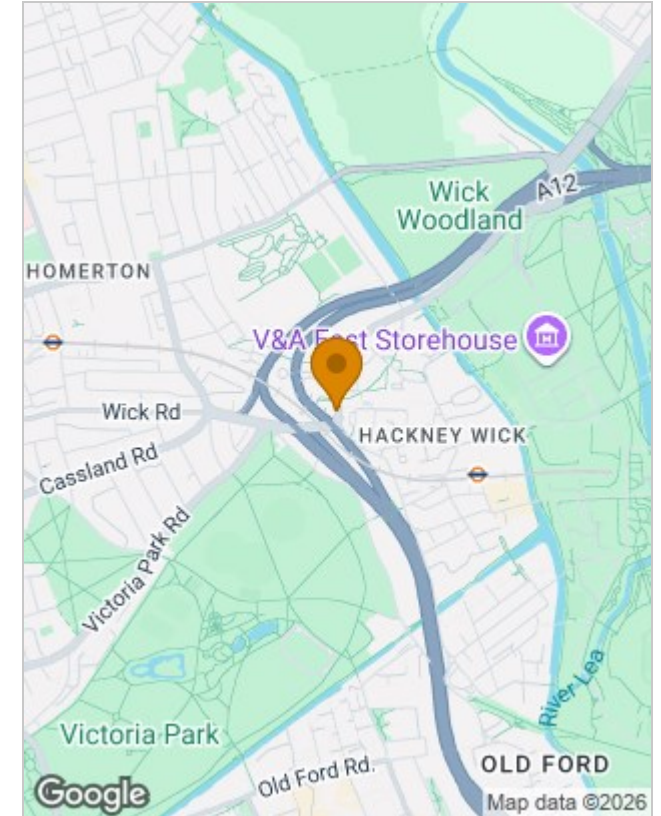 A12
Wick
Woodland
HOMERTON
V&A East Storehouse
Wick Rd
HACKNEY WICK
Cassland Rd
Victoria Park Rd
River Lea
Victoria Park
Old Ford Rd.
OLD FORD
Google
Map data ©2026